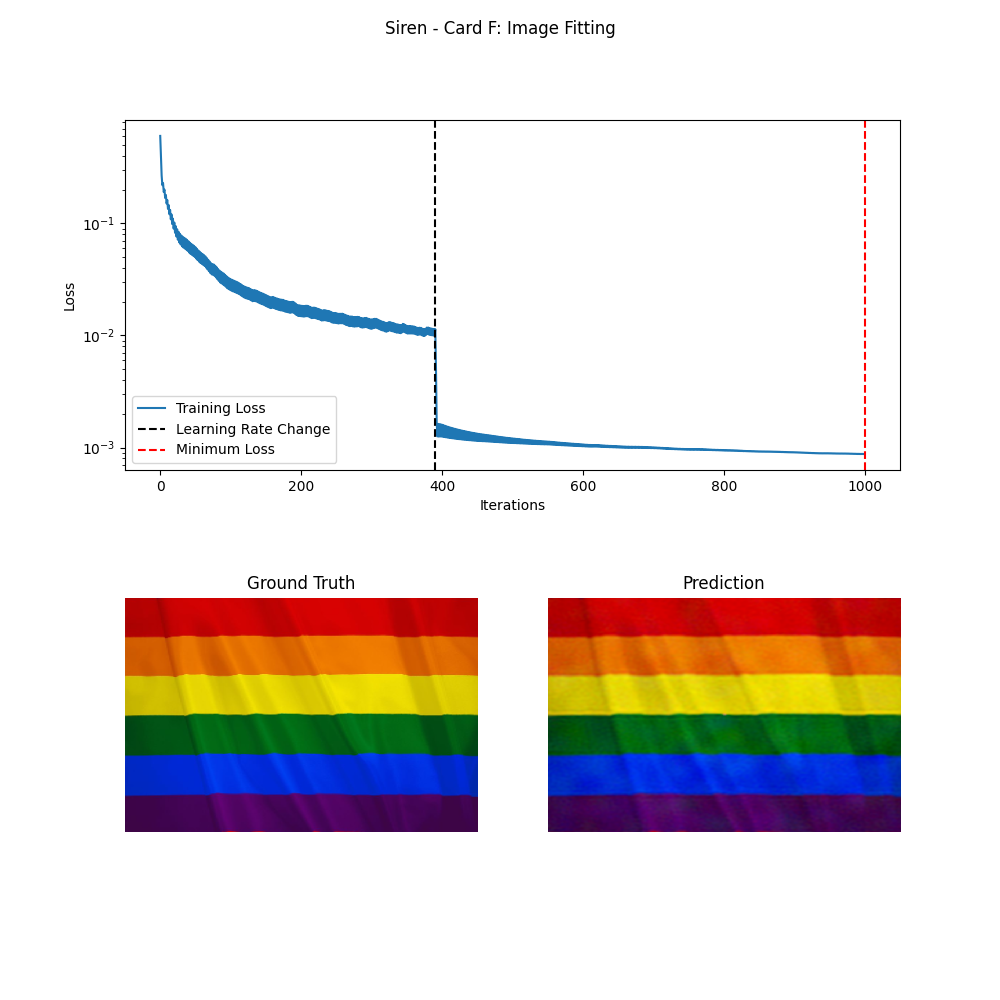 Siren - Card F: Image Fitting
10⁻¹
10⁻²
10⁻³
Loss
Training Loss
Learning Rate Change
Minimum Loss
0 200 400 600 800 1000
Iterations
Ground Truth Prediction